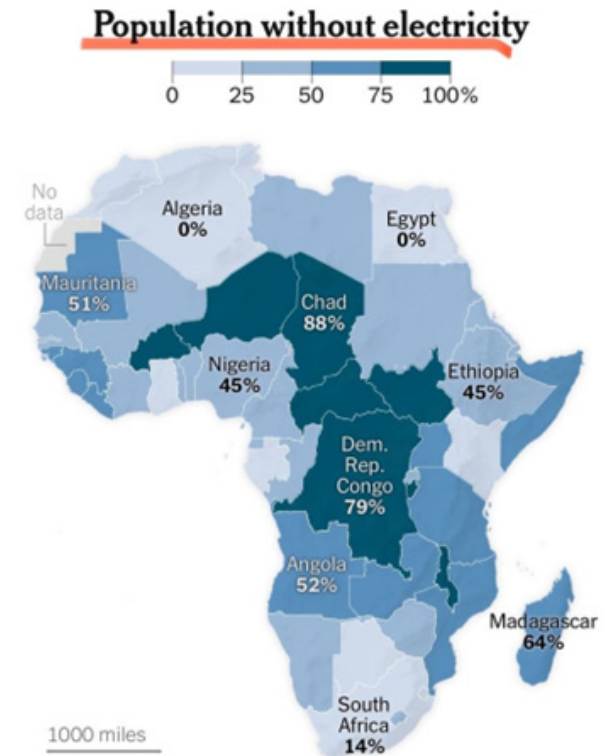 Population without electricity
0 25 50 75 100%
No
data
Algeria
0%
Egypt
0%
Mauritania
51%
Chad
88%
Nigeria
45%
Ethiopia
45%
Dem.
Rep.
Congo
79%
Angola
52%
Madagascar
64%
South
Africa
14%
1000 miles